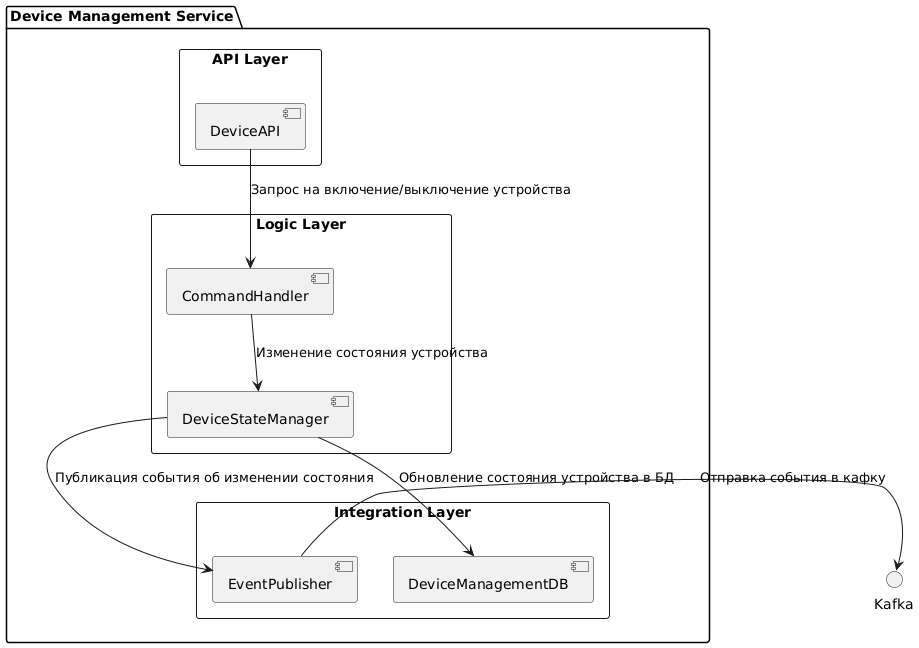 Device Management Service
API Layer
DeviceAPI
Запрос на включение/выключение устройства
Logic Layer
CommandHandler
Изменение состояния устройства
DeviceStateManager
Публикация события об изменении состояния
Обновление состояния устройства в БД
Отправка события в кафку
Integration Layer
EventPublisher
DeviceManagementDB
Kafka